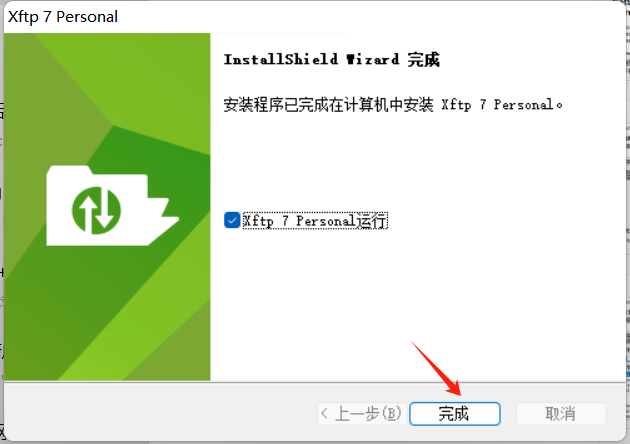 Xftp 7 Personal
InstallShield Wizard 完成
安装程序已完成在计算机中安装 Xftp 7 Personal。
Xftp 7 Personal运行
< 上一步(B)
完成
取消